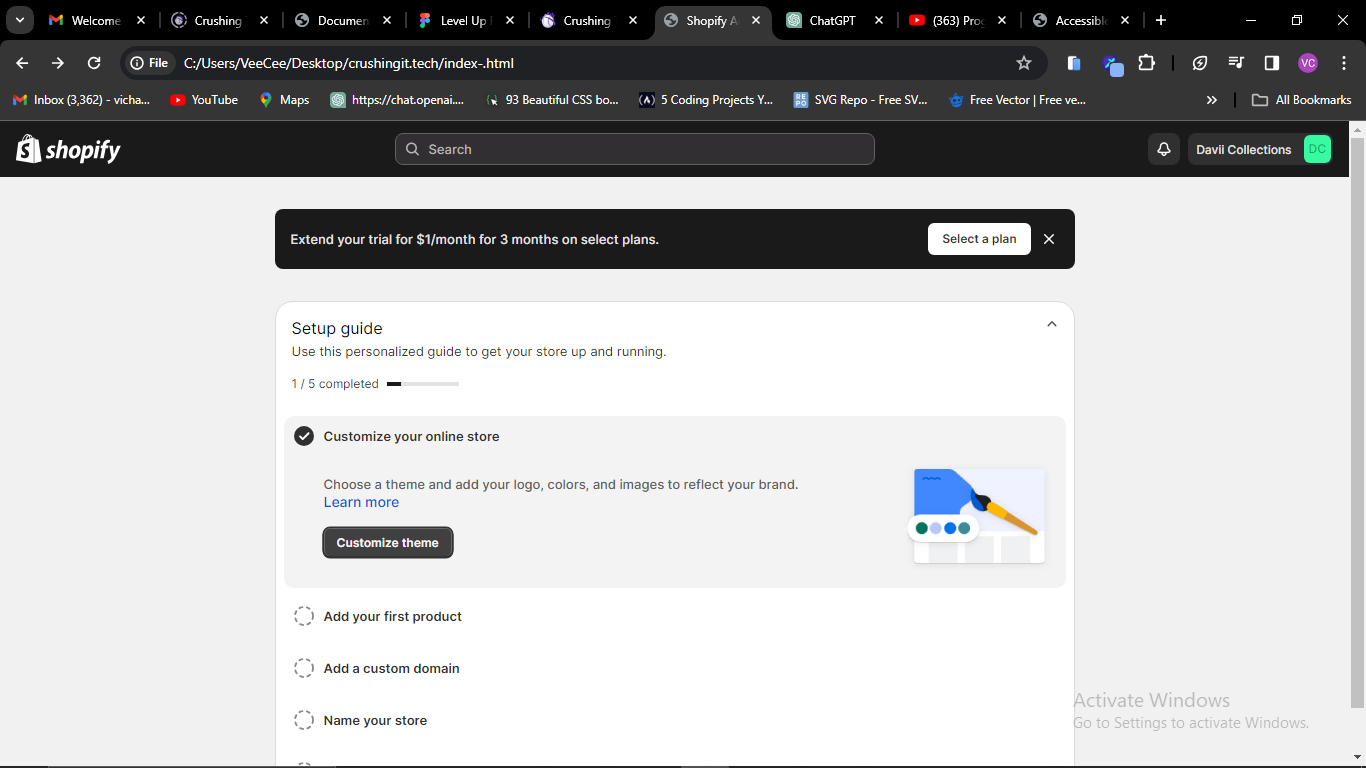 Welcome
Crushing
Documen
Level Up
Crushing
Shopify A
ChatGPT
(363) Pro
Accessible
File
C:/Users/VeeCee/Desktop/crushingit.tech/index-.html
VC
Inbox (3,362) - vicha...
YouTube
Maps
https://chat.openai....
93 Beautiful CSS bo...
5 Coding Projects Y...
SVG Repo - Free SV...
Free Vector | Free ve...
All Bookmarks
shopify
Search
Davii Collections
DC
Extend your trial for $1/month for 3 months on select plans.
Select a plan
Setup guide
Use this personalized guide to get your store up and running.
1 / 5 completed
Customize your online store
Choose a theme and add your logo, colors, and images to reflect your brand.
Learn more
Customize theme
Add your first product
Add a custom domain
Name your store
Activate Windows
Go to Settings to activate Windows.